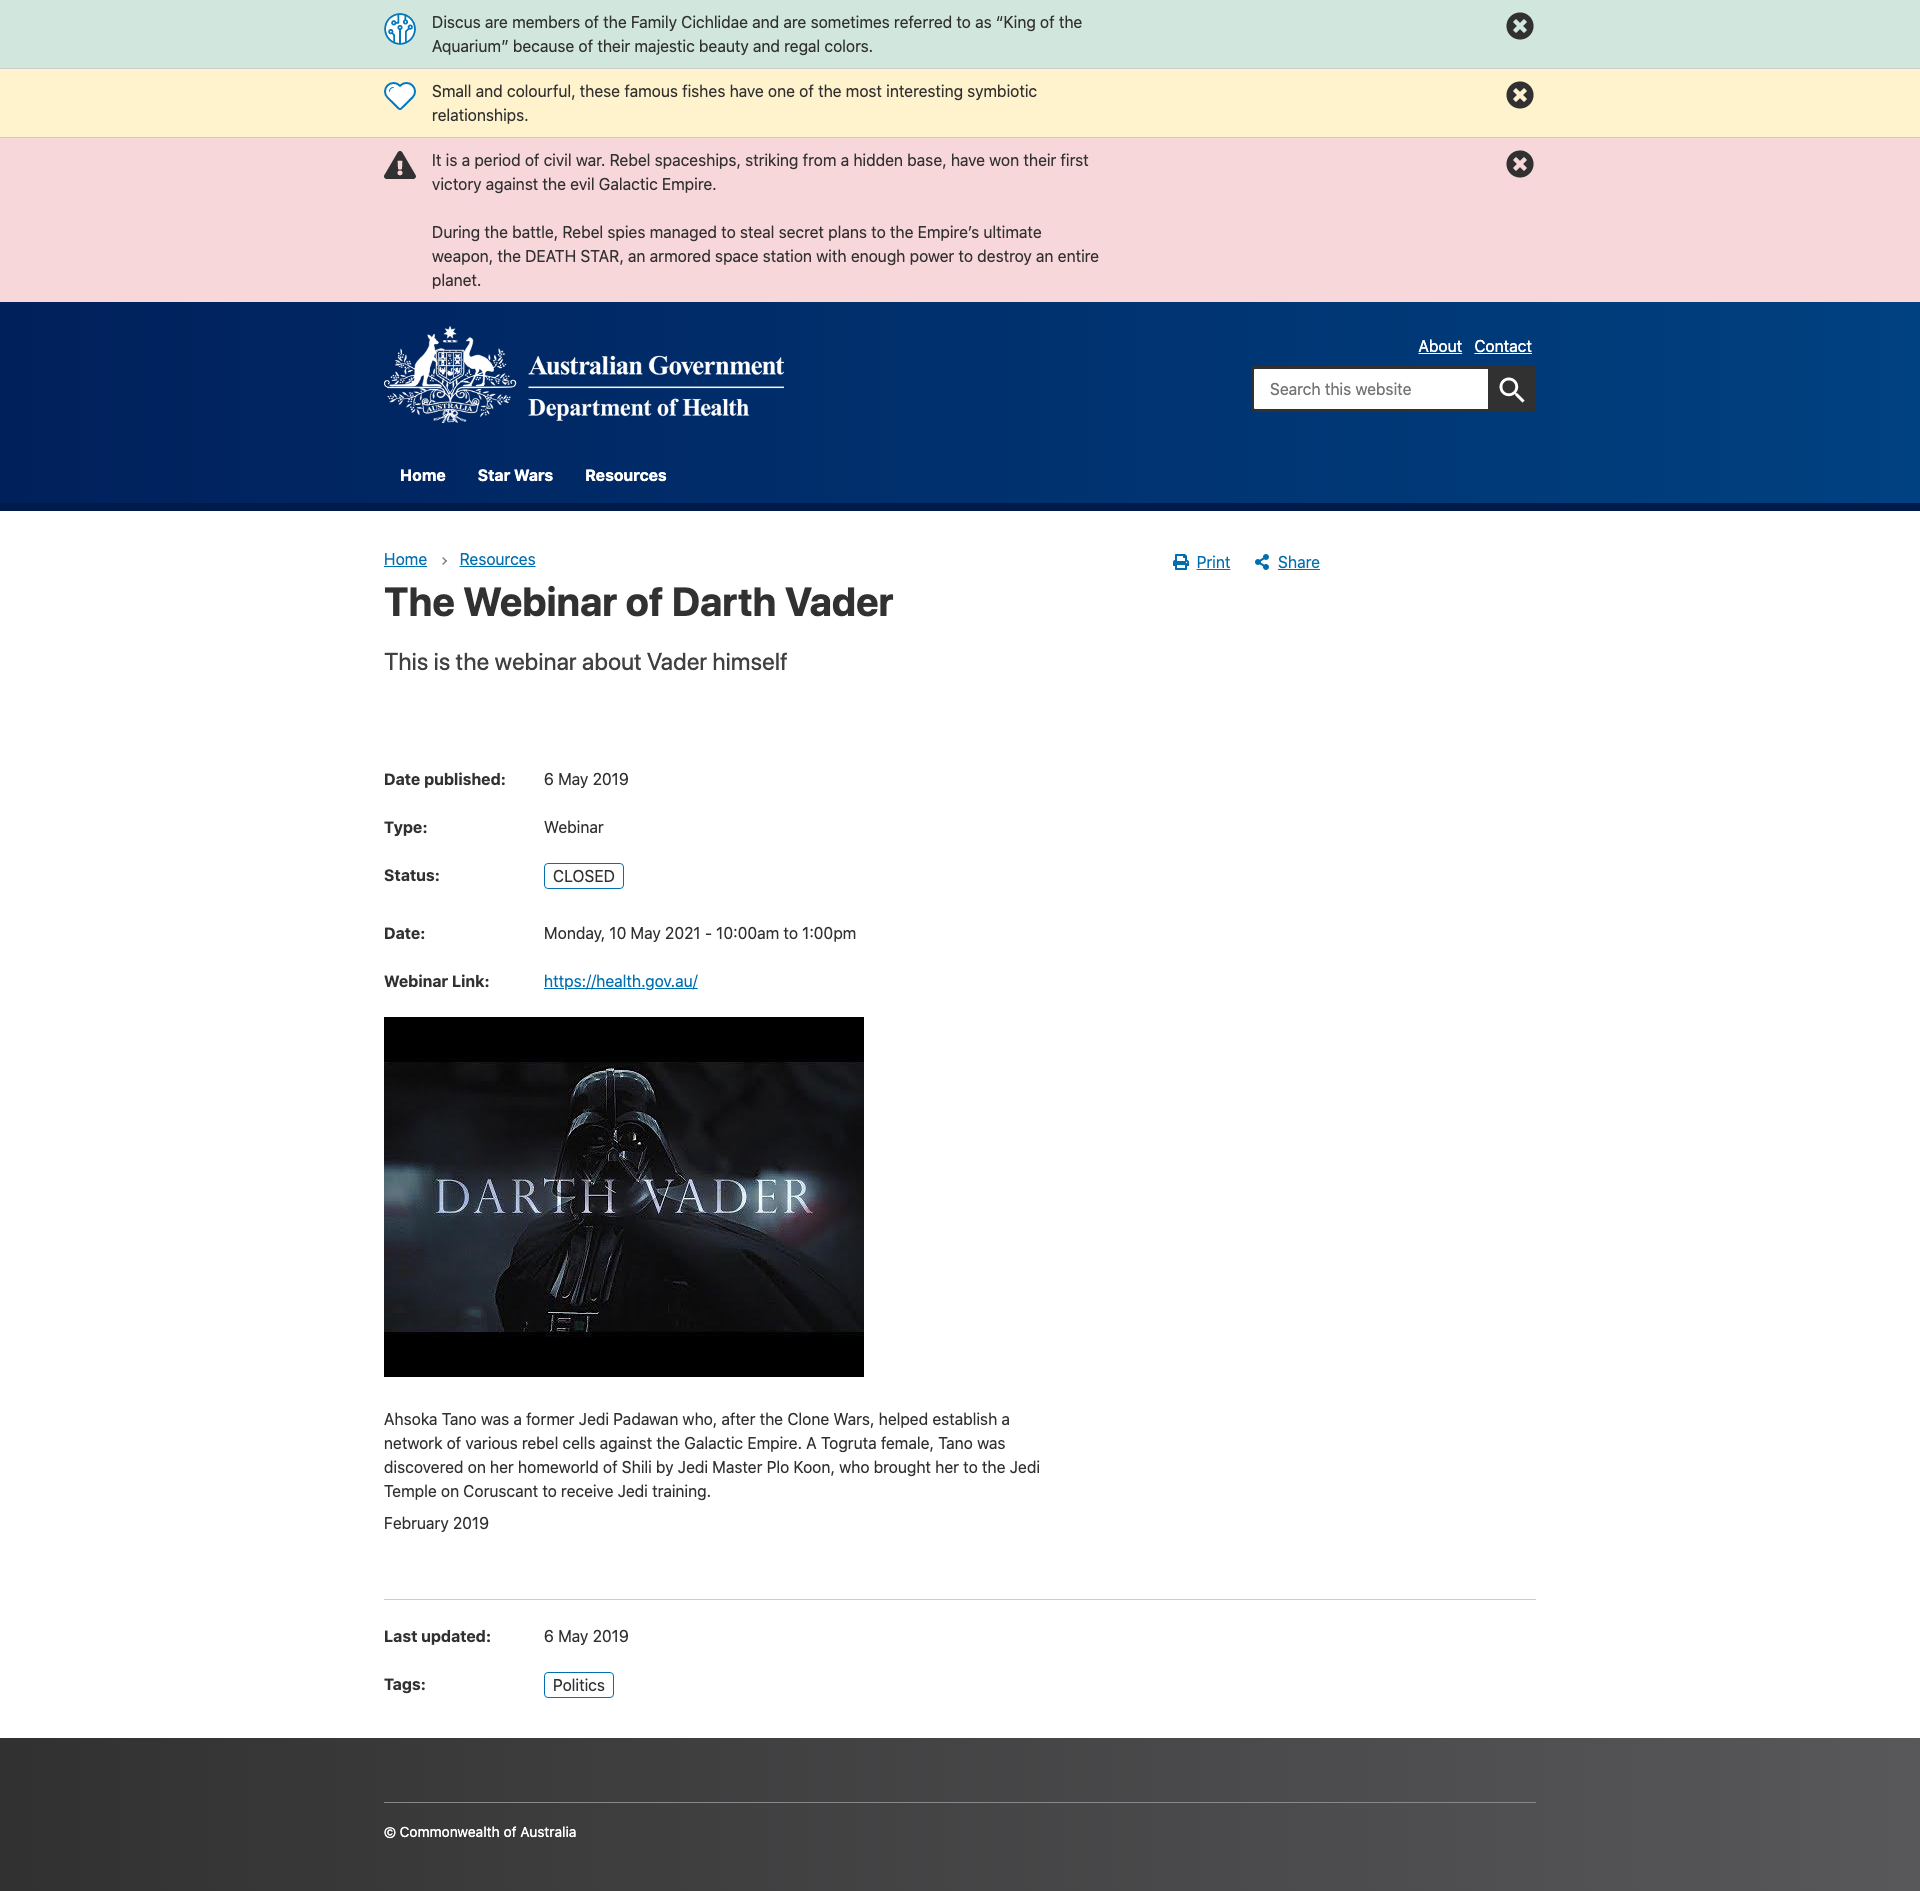 Discus are members of the Family Cichlidae and are sometimes referred to as “King of the
Aquarium” because of their majestic beauty and regal colors.
Small and colourful, these famous fishes have one of the most interesting symbiotic
relationships.
It is a period of civil war. Rebel spaceships, striking from a hidden base, have won their first
victory against the evil Galactic Empire.
During the battle, Rebel spies managed to steal secret plans to the Empire’s ultimate
weapon, the DEATH STAR, an armored space station with enough power to destroy an entire
planet.
AUSTRALIA
Australian Government
Department of Health
About Contact
Search this website
Home Star Wars Resources
Home › Resources
Print Share
The Webinar of Darth Vader
This is the webinar about Vader himself
Date published: 6 May 2019
Type: Webinar
Status: CLOSED
Date: Monday, 10 May 2021 - 10:00am to 1:00pm
Webinar Link: https://health.gov.au/
DARTH VADER
Ahsoka Tano was a former Jedi Padawan who, after the Clone Wars, helped establish a
network of various rebel cells against the Galactic Empire. A Togruta female, Tano was
discovered on her homeworld of Shili by Jedi Master Plo Koon, who brought her to the Jedi
Temple on Coruscant to receive Jedi training.
February 2019
Last updated: 6 May 2019
Tags: Politics
© Commonwealth of Australia